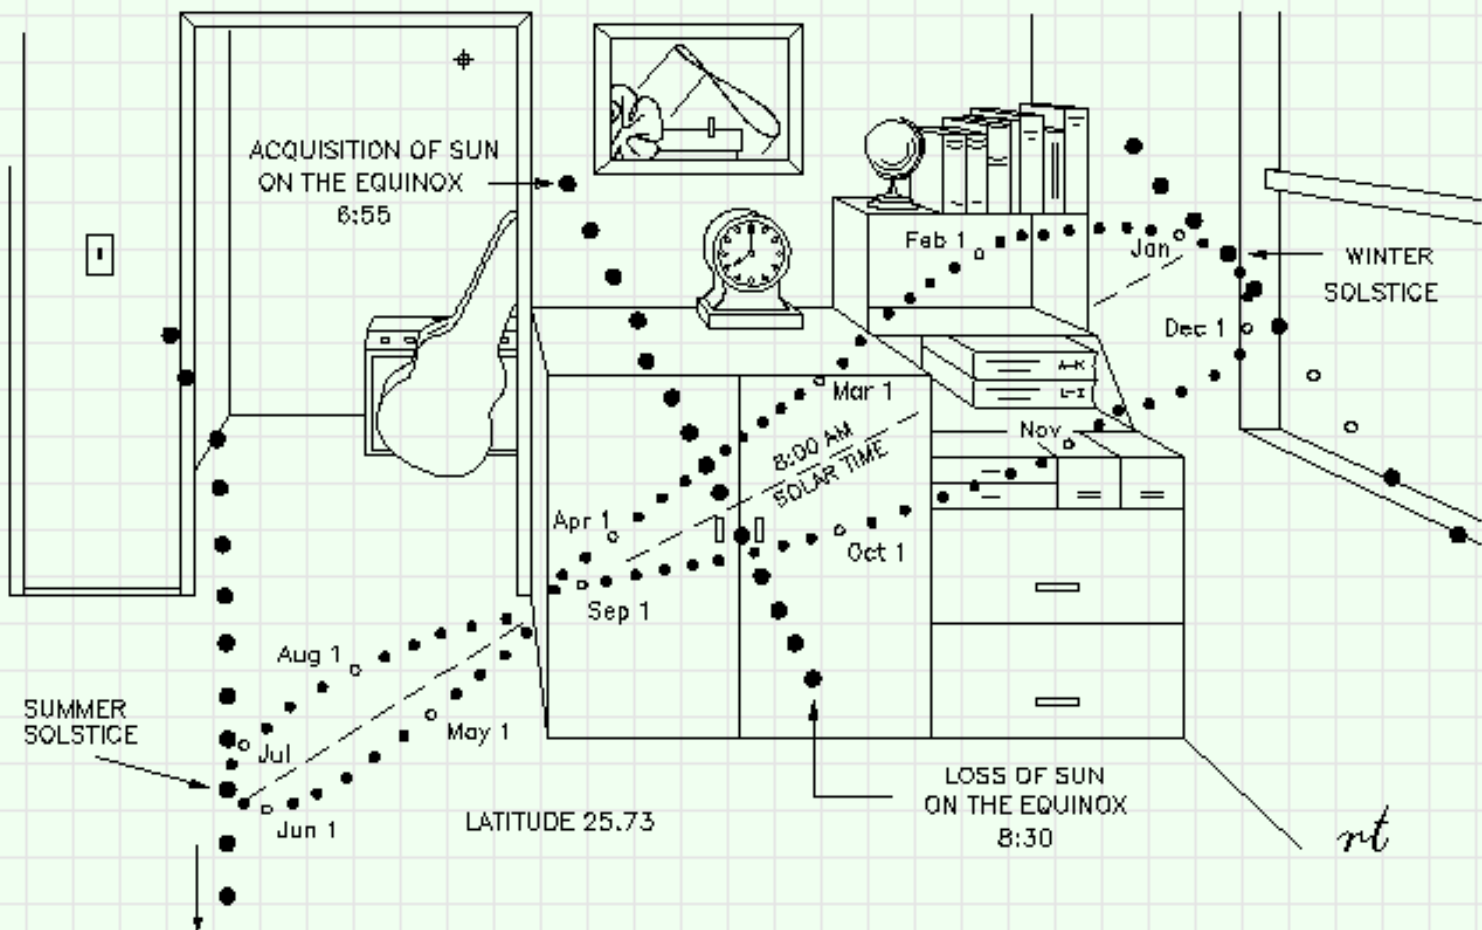 ACQUISITION OF SUN
ON THE EQUINOX
6:55
Feb 1
Jan
WINTER
SOLSTICE
Dec 1
A-K
L-Z
Mar 1
Nov
8:00 AM
SOLAR TIME
Apr 1
Oct 1
Sep 1
Aug 1
SUMMER
SOLSTICE
May 1
Jul
LOSS OF SUN
ON THE EQUINOX
8:30
Jun 1
LATITUDE 25.73
rt